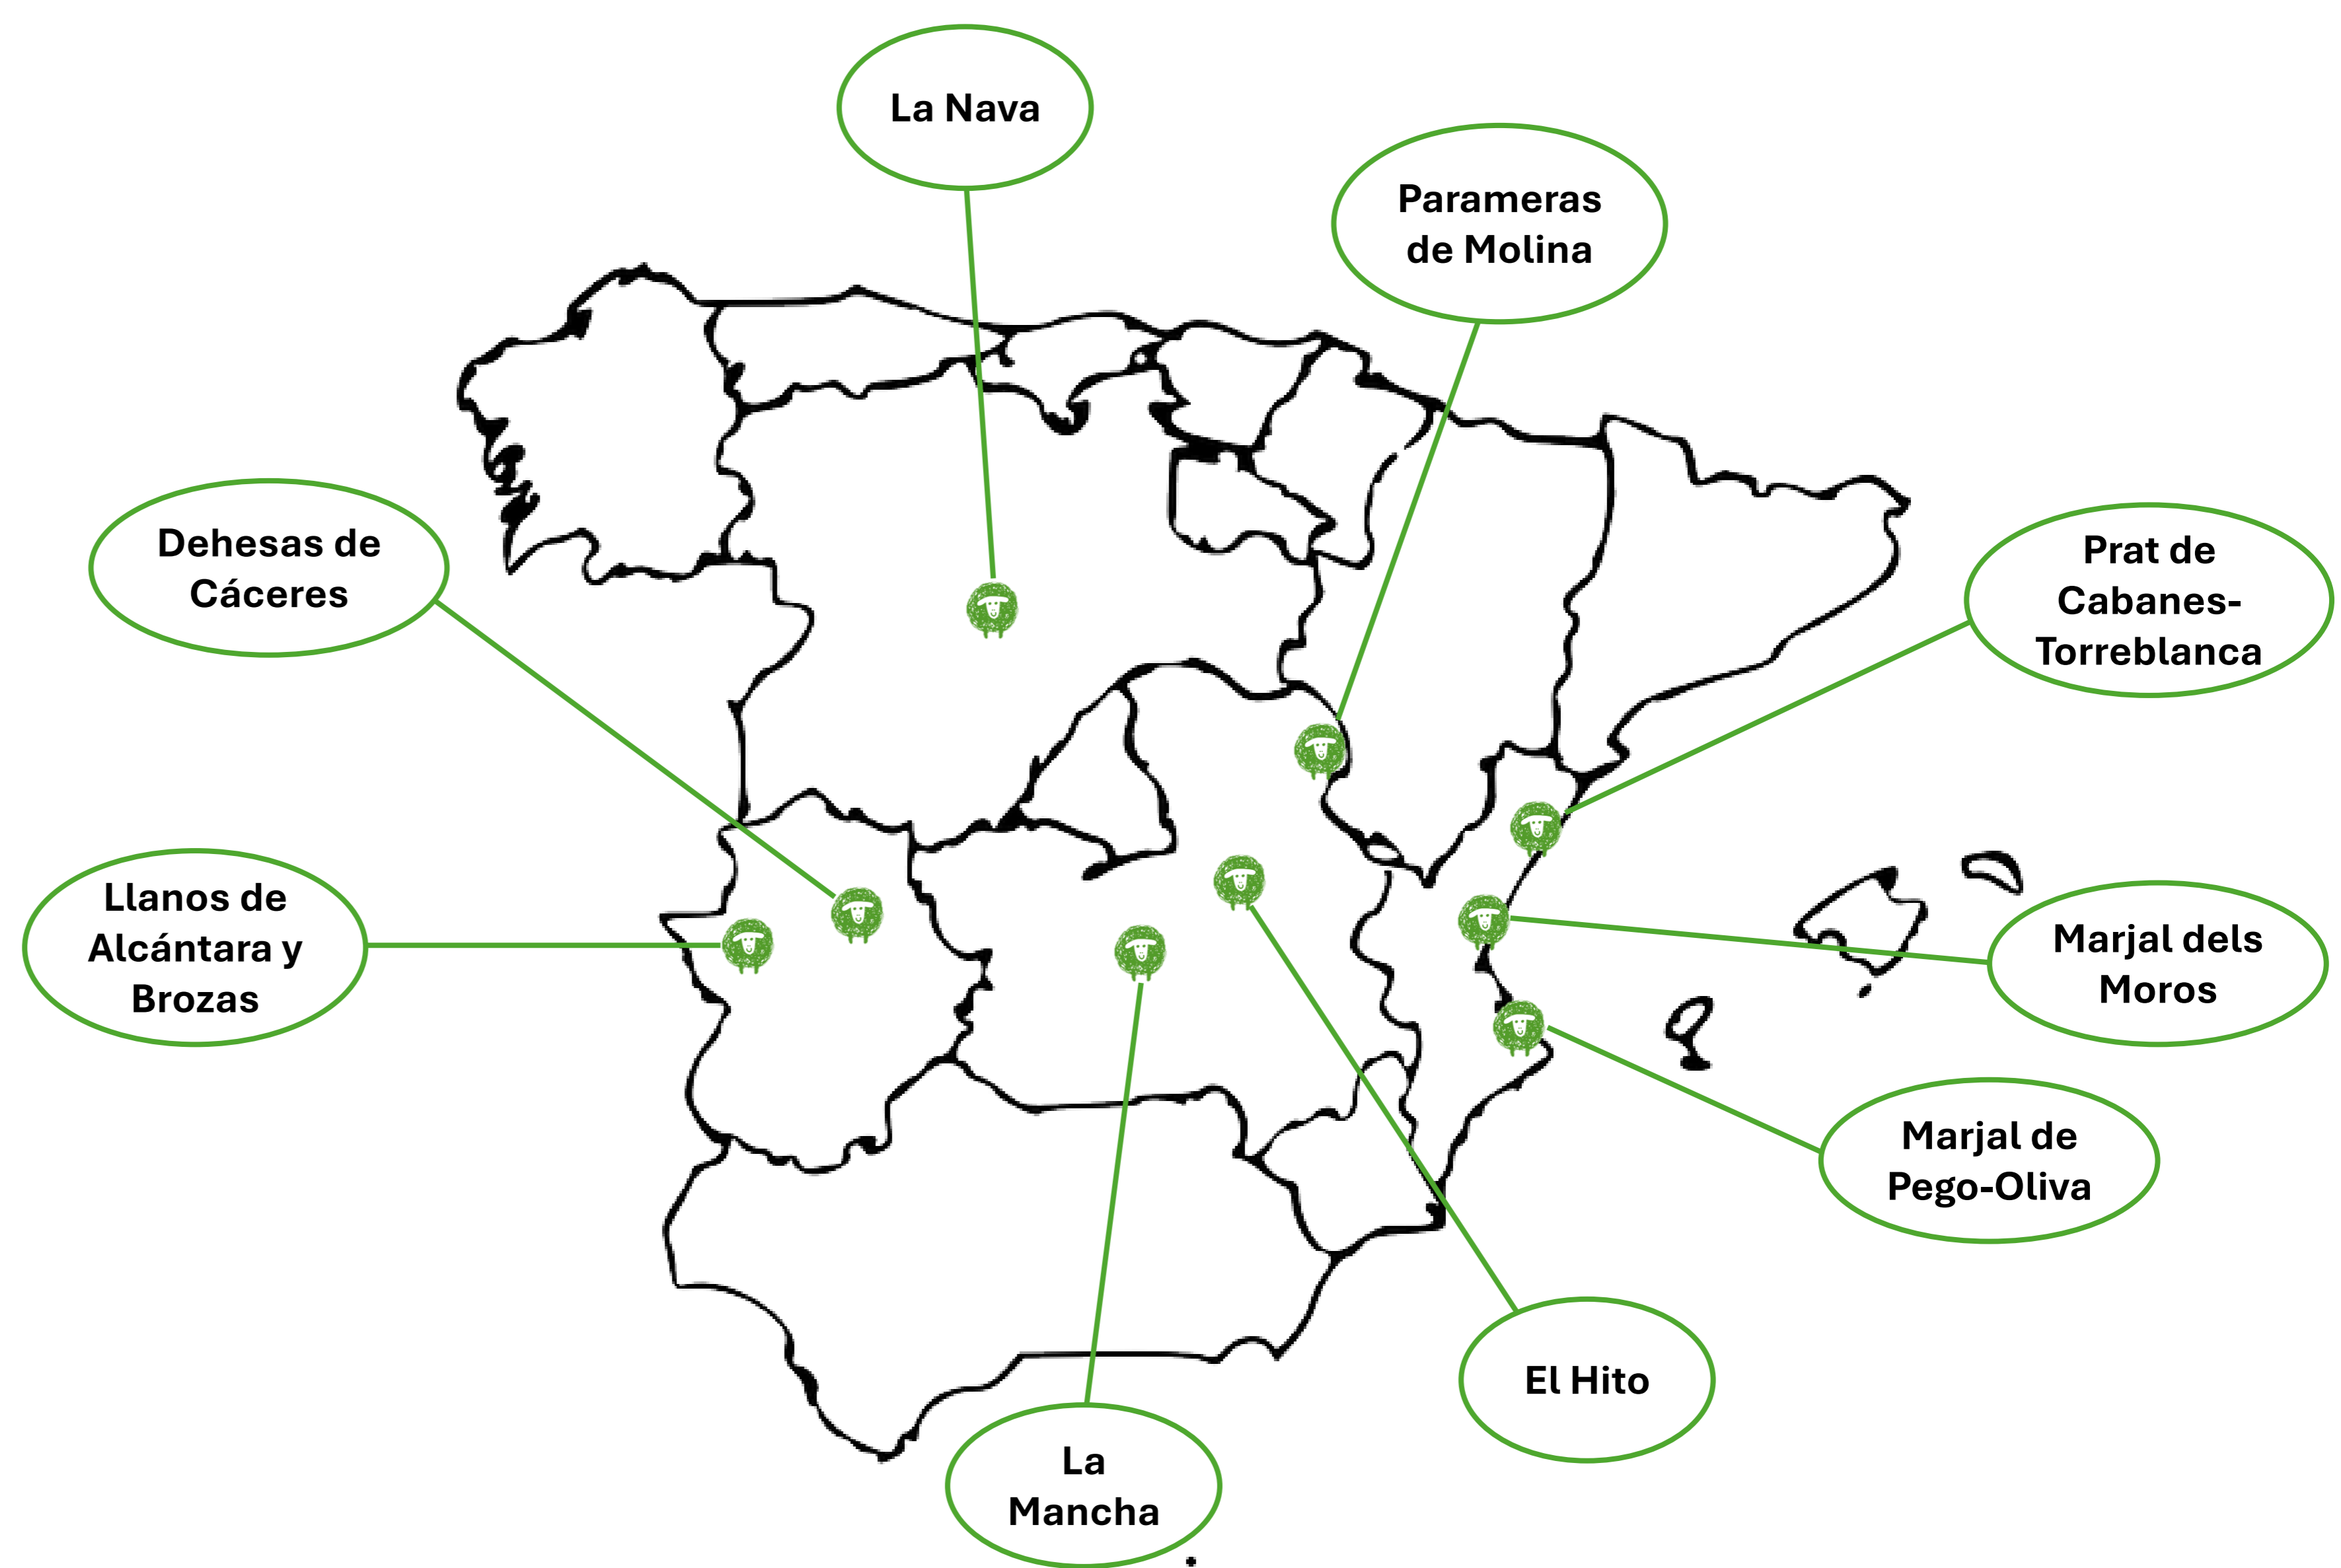 La Nava
Parameras
de Molina
Dehesas de
Cáceres
Prat de
Cabanes-
Torreblanca
Llanos de
Alcántara y
Brozas
Marjal dels
Moros
Marjal de
Pego-Oliva
El Hito
La
Mancha